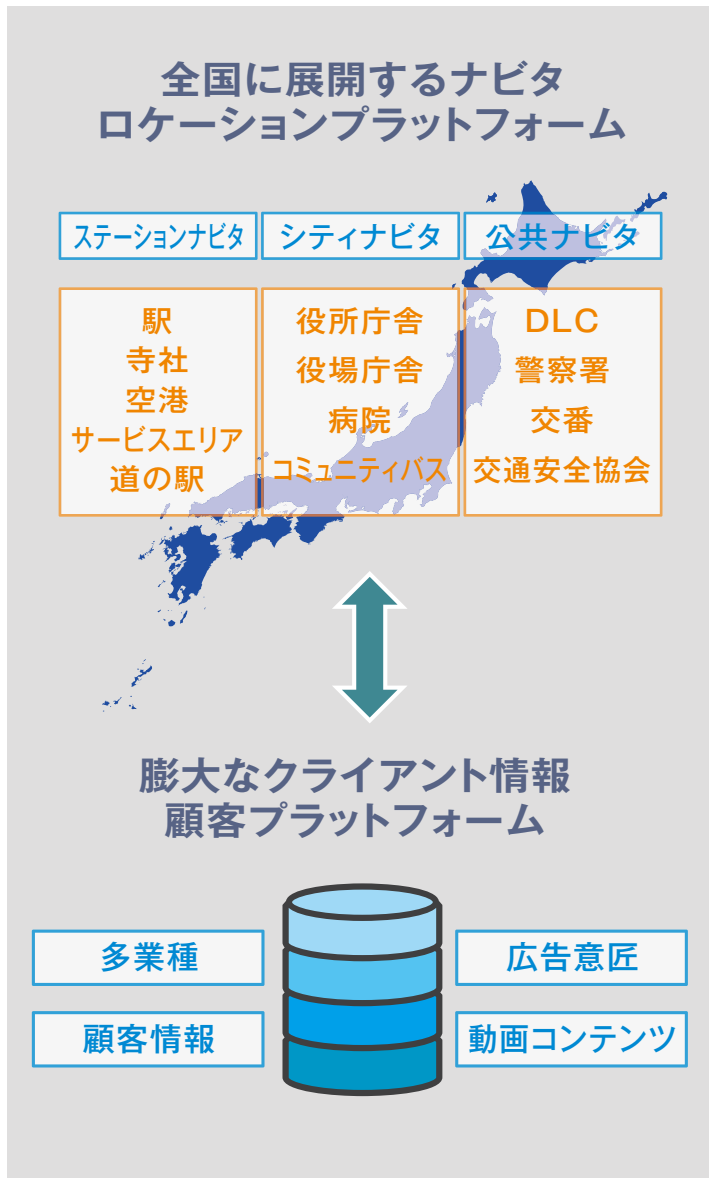 全国に展開するナビタ
ロケーションプラットフォーム
ステーションナビタ
シティナビタ
公共ナビタ
駅
寺社
空港
サービスエリア
道の駅
役所庁舎
役場庁舎
病院
コミュニティバス
DLC
警察署
交番
交通安全協会
膨大なクライアント情報
顧客プラットフォーム
多業種
広告意匠
顧客情報
動画コンテンツ